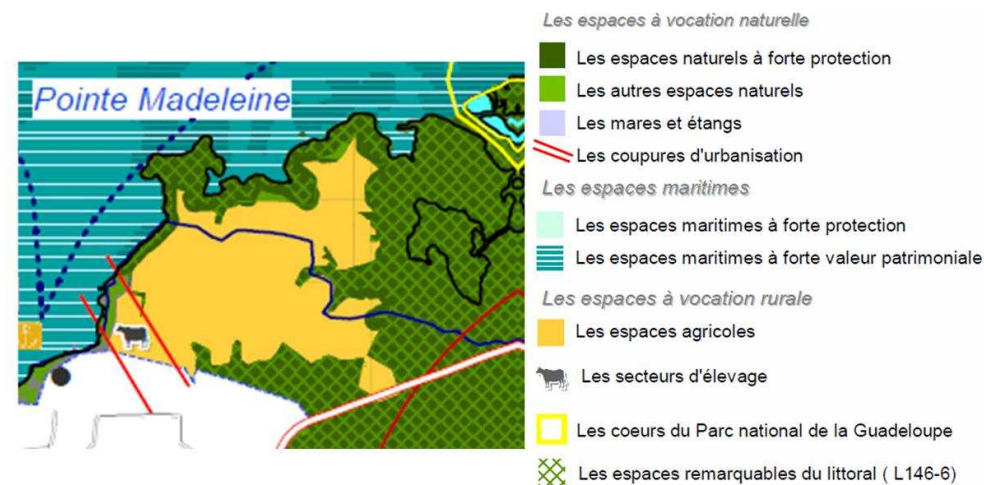 Pointe Madeleine
Les espaces à vocation naturelle
Les espaces naturels à forte protection
Les autres espaces naturels
Les mares et étangs
Les coupures d'urbanisation
Les espaces maritimes
Les espaces maritimes à forte protection
Les espaces maritimes à forte valeur patrimoniale
Les espaces à vocation rurale
Les espaces agricoles
Les secteurs d'élevage
Les coeurs du Parc national de la Guadeloupe
Les espaces remarquables du littoral ( L146-6)